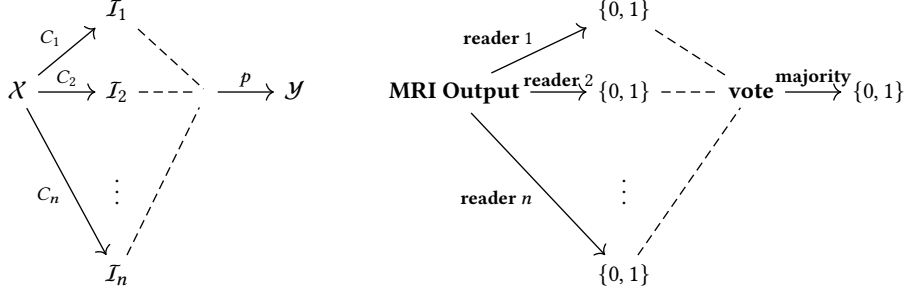 𝓘₁
C₁
C₂
𝓧
𝓘₂
p
𝓨
Cₙ
⋮
𝓘ₙ
{0, 1}
reader 1
reader 2
MRI Output
{0, 1}
vote
majority
{0, 1}
reader n
⋮
{0, 1}